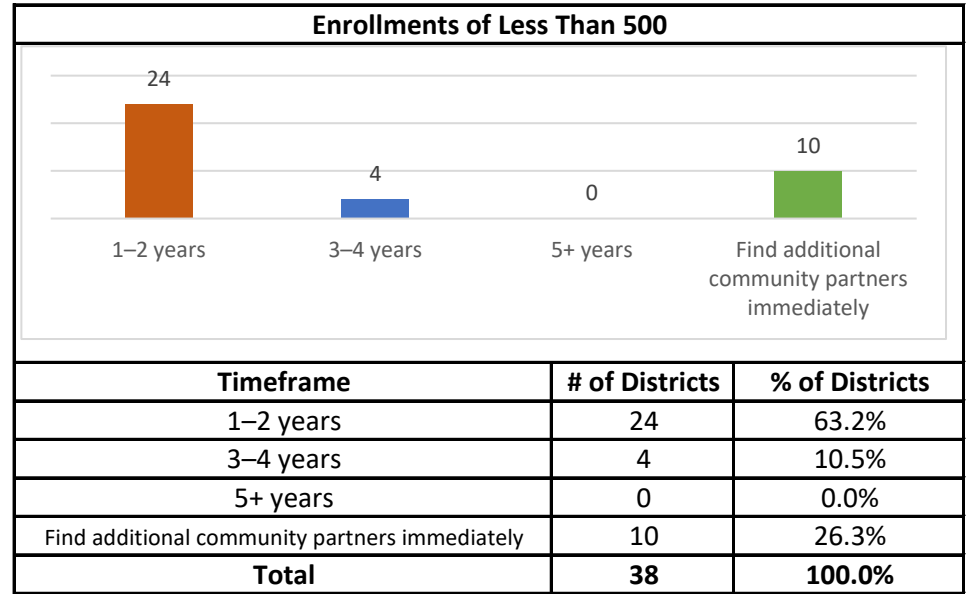 Enrollments of Less Than 500
24
4
0
10
1–2 years
3–4 years
5+ years
Find additional
community partners
immediately
Timeframe # of Districts % of Districts
1–2 years 24 63.2%
3–4 years 4 10.5%
5+ years 0 0.0%
Find additional community partners immediately 10 26.3%
Total 38 100.0%